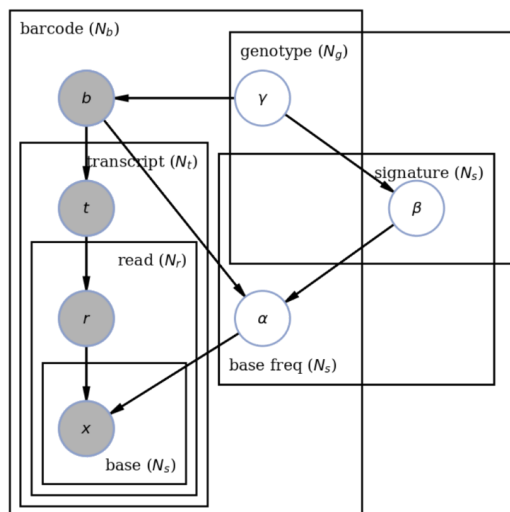 barcode (N_b)
genotype (N_g)
b
γ
transcript (N_t)
signature (N_s)
t
β
read (N_r)
r
α
base freq (N_s)
x
base (N_s)